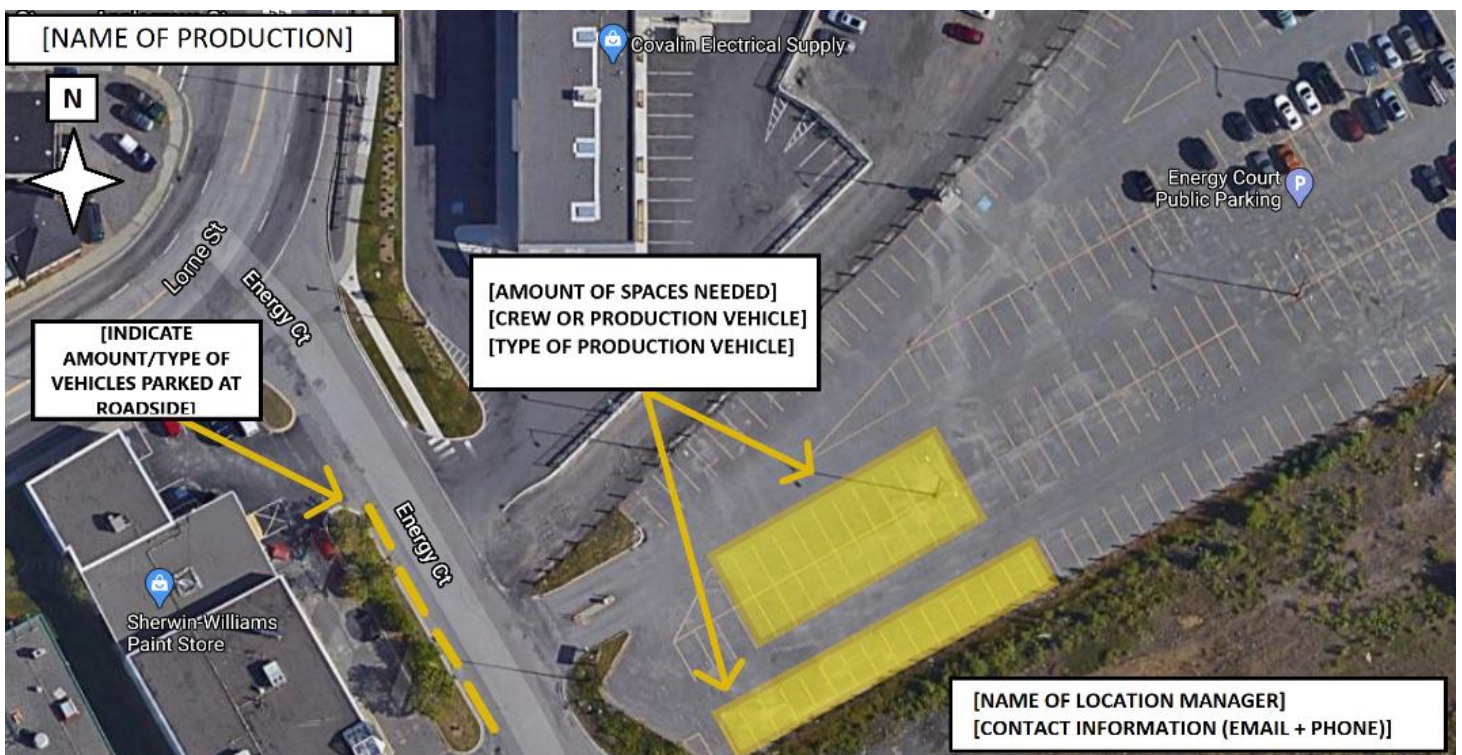 [NAME OF PRODUCTION]
N
Covalin Electrical Supply
Energy Court
Public Parking
Lorne St
Energy Ct
[AMOUNT OF SPACES NEEDED]
[CREW OR PRODUCTION VEHICLE]
[TYPE OF PRODUCTION VEHICLE]
[INDICATE
AMOUNT/TYPE OF
VEHICLES PARKED AT
ROADSIDE]
Energy Ct
Sherwin-Williams
Paint Store
[NAME OF LOCATION MANAGER]
[CONTACT INFORMATION (EMAIL + PHONE)]
P